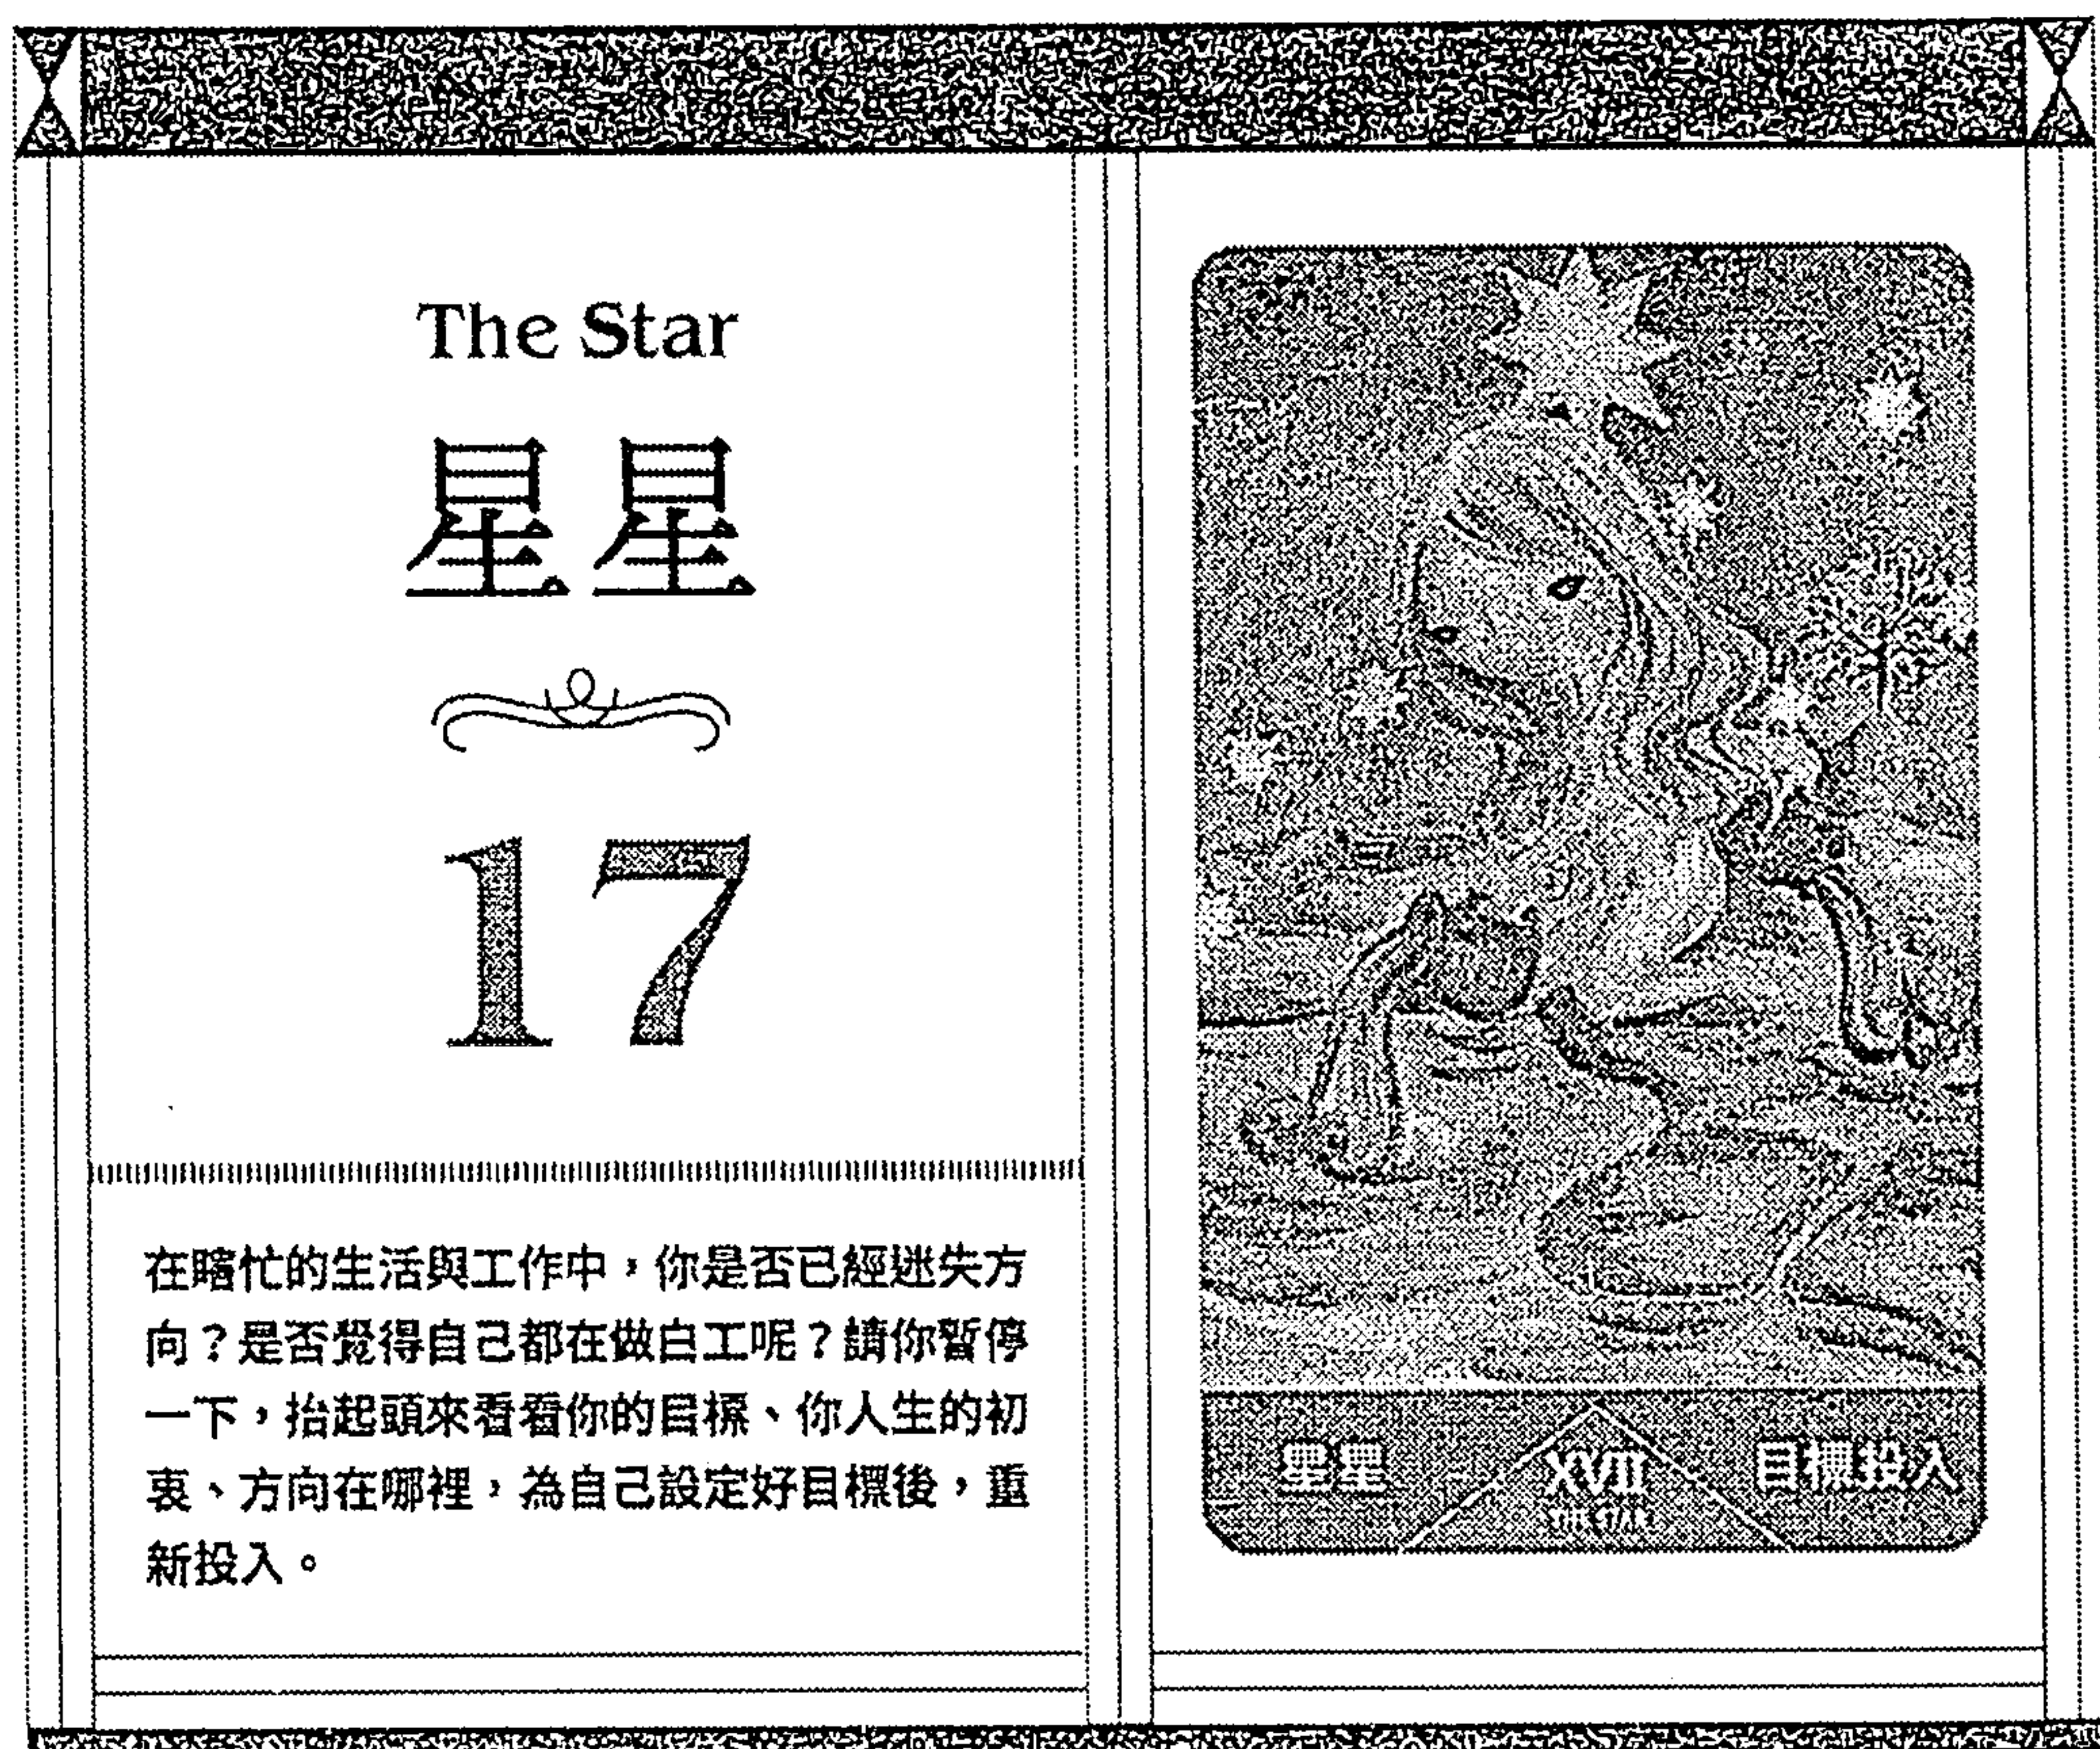 The Star
星星
17
在瞎忙的生活與工作中，你是否已經迷失方
向？是否覺得自己都在做白工呢？請你暫停
一下，抬起頭來看看你的目標、你人生的初
衷、方向在哪裡，為自己設定好目標後，重
新投入。
星星
XVII
THE STAR
目標投入